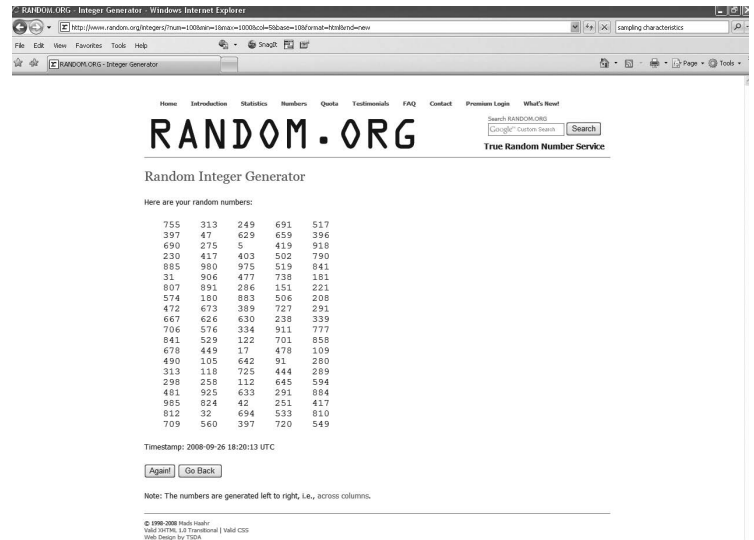 RANDOM.ORG - Integer Generator - Windows Internet Explorer
http://www.random.org/integers/?num=100&min=1&max=1000&col=5&base=10&format=html&rnd=new
sampling characteristics
File Edit View Favorites Tools Help
SnagIt
RANDOM.ORG - Integer Generator
Page Tools
Home Introduction Statistics Numbers Quota Testimonials FAQ Contact Premium Login What's New!
RANDOM.ORG
Search RANDOM.ORG
Google™ Custom Search Search
True Random Number Service
Random Integer Generator
Here are your random numbers:
755 313 249 691 517
397 47 629 659 396
690 275 5 419 918
230 417 403 502 790
885 980 975 519 841
31 906 477 738 181
807 891 286 151 221
574 180 883 506 208
472 673 389 727 291
667 626 630 238 339
706 576 334 911 777
841 529 122 701 858
678 449 17 478 109
490 105 642 91 280
313 118 725 444 289
298 258 112 645 594
481 925 633 291 884
985 824 42 251 417
812 32 694 533 810
709 560 397 720 549
Timestamp: 2008-09-26 18:20:13 UTC
Again! Go Back
Note: The numbers are generated left to right, i.e., across columns.
© 1998-2008 Mads Haahr
Valid XHTML 1.0 Transitional | Valid CSS
Web Design by TSDA